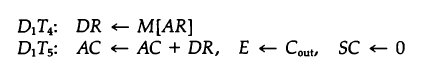 D₁T₄: DR ← M[AR]
D₁T₅: AC ← AC + DR, E ← Cₒᵤₜ, SC ← 0